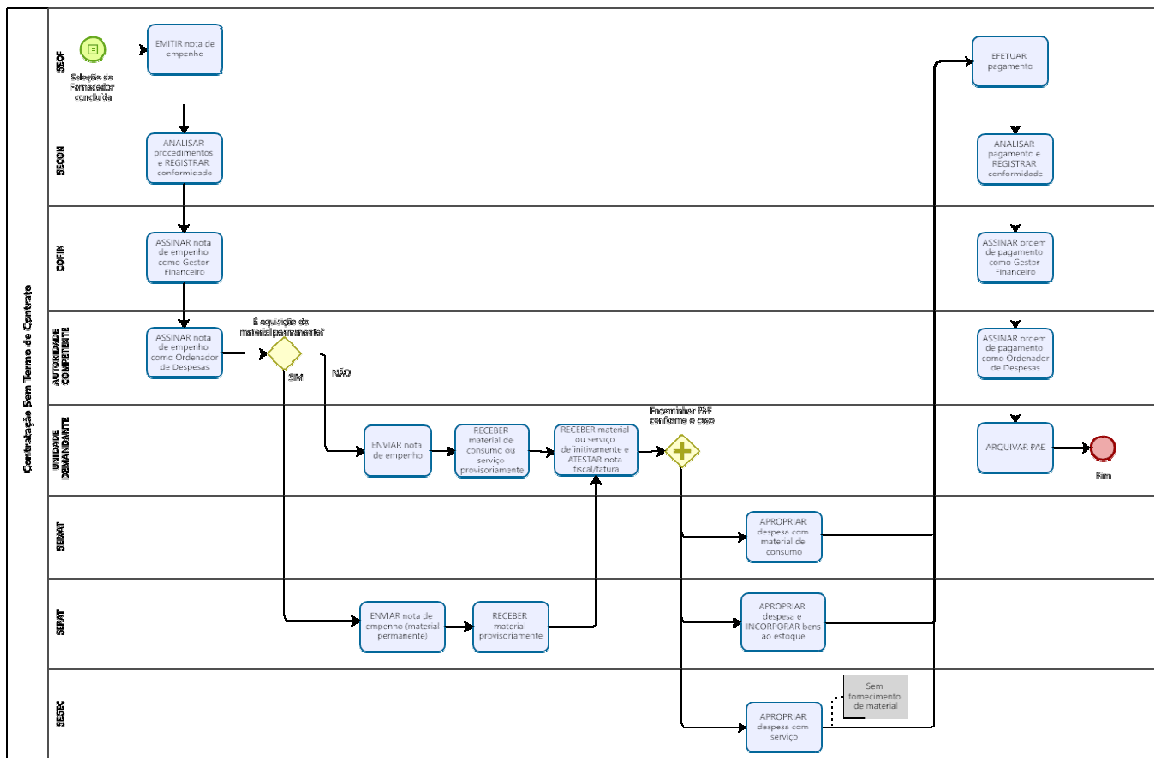 Contratação Sem Termo de Contrato
SEOF
Seleção de
Fornecedor
concluída
EMITIR nota de
empenho
EFETUAR
pagamento
SECON
ANALISAR
procedimentos
e REGISTRAR
conformidade
ANALISAR
pagamento e
REGISTRAR
conformidade
COFIN
ASSINAR nota
de empenho
como Gestor
Financeiro
ASSINAR ordem
de pagamento
como Gestor
Financeiro
AUTORIDADE
COMPETENTE
ASSINAR nota
de empenho
como Ordenador
de Despesas
É aquisição de
material permanente?
SIM
NÃO
ASSINAR ordem
de pagamento
como Ordenador
de Despesas
UNIDADE
DEMANDANTE
ENVIAR nota
de empenho
RECEBER
material de
consumo ou
serviço
provisoriamente
RECEBER material
ou serviço
definitivamente e
ATESTAR nota
fiscal/fatura
Encaminhar PAE
conforme o caso
ARQUIVAR PAE
Fim
SEMAT
APROPRIAR
despesa com
material de
consumo
SEPAT
ENVIAR nota de
empenho (material
permanente)
RECEBER
material
provisoriamente
APROPRIAR
despesa e
INCORPORAR bens
ao estoque
APROPRIAR
despesa com
serviço
Sem
fornecimento
de material